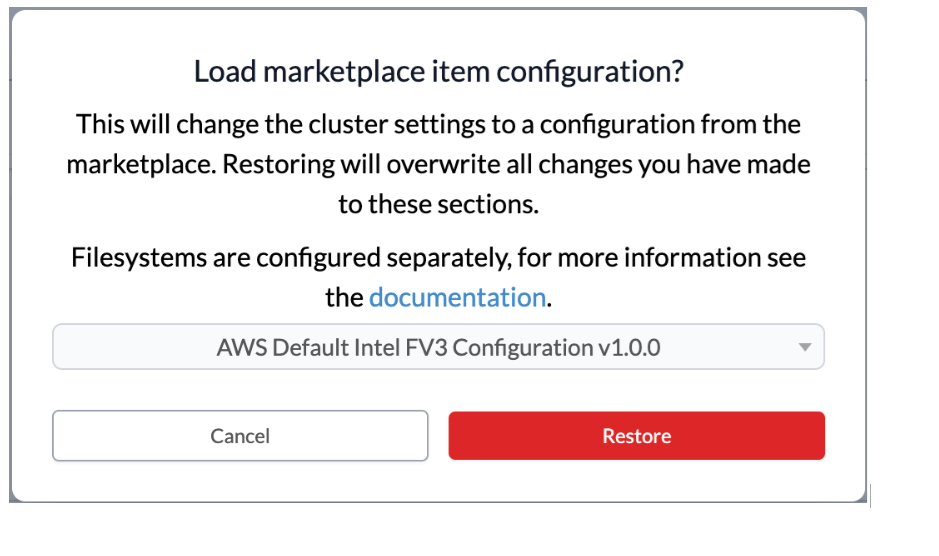 Load marketplace item configuration?
This will change the cluster settings to a configuration from the
marketplace. Restoring will overwrite all changes you have made
to these sections.
Filesystems are configured separately, for more information see
the documentation.
AWS Default Intel FV3 Configuration v1.0.0
Cancel
Restore